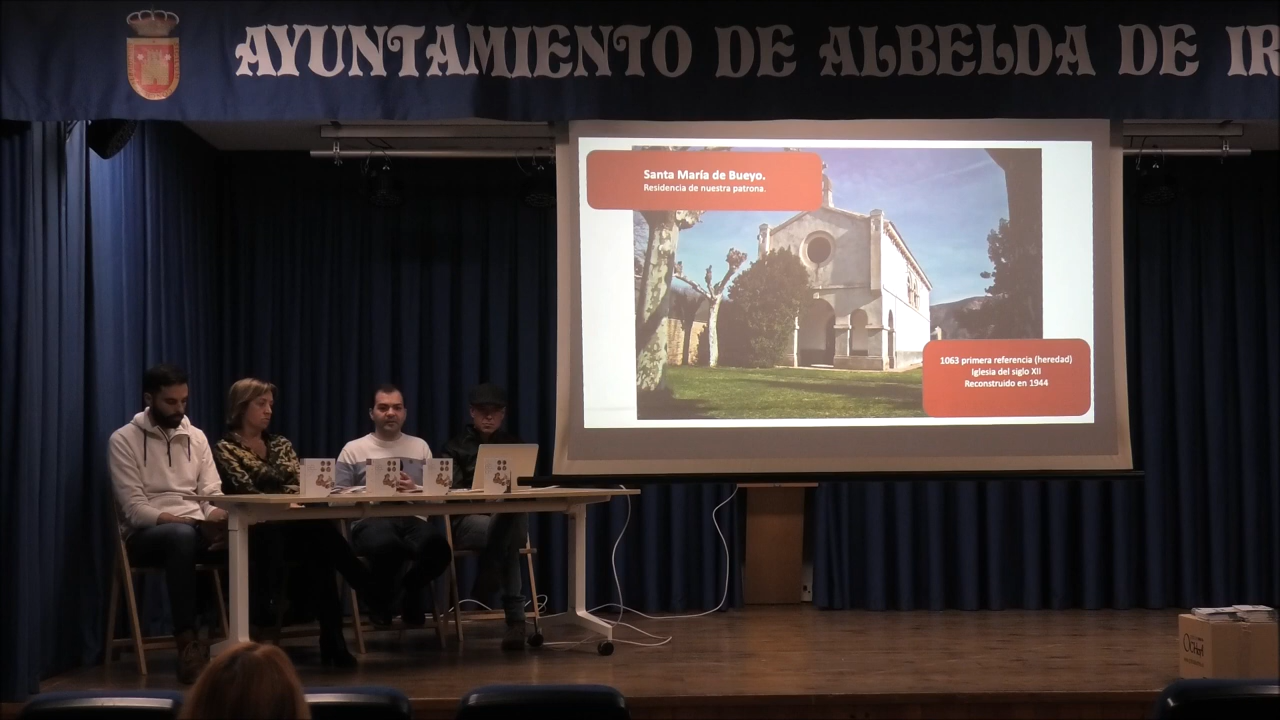 AYUNTAMIENTO DE ALBELDA DE IR
Santa María de Bueyo.
Residencia de nuestra patrona.
1063 primera referencia (heredad)
Iglesia del siglo XII
Reconstruido en 1944